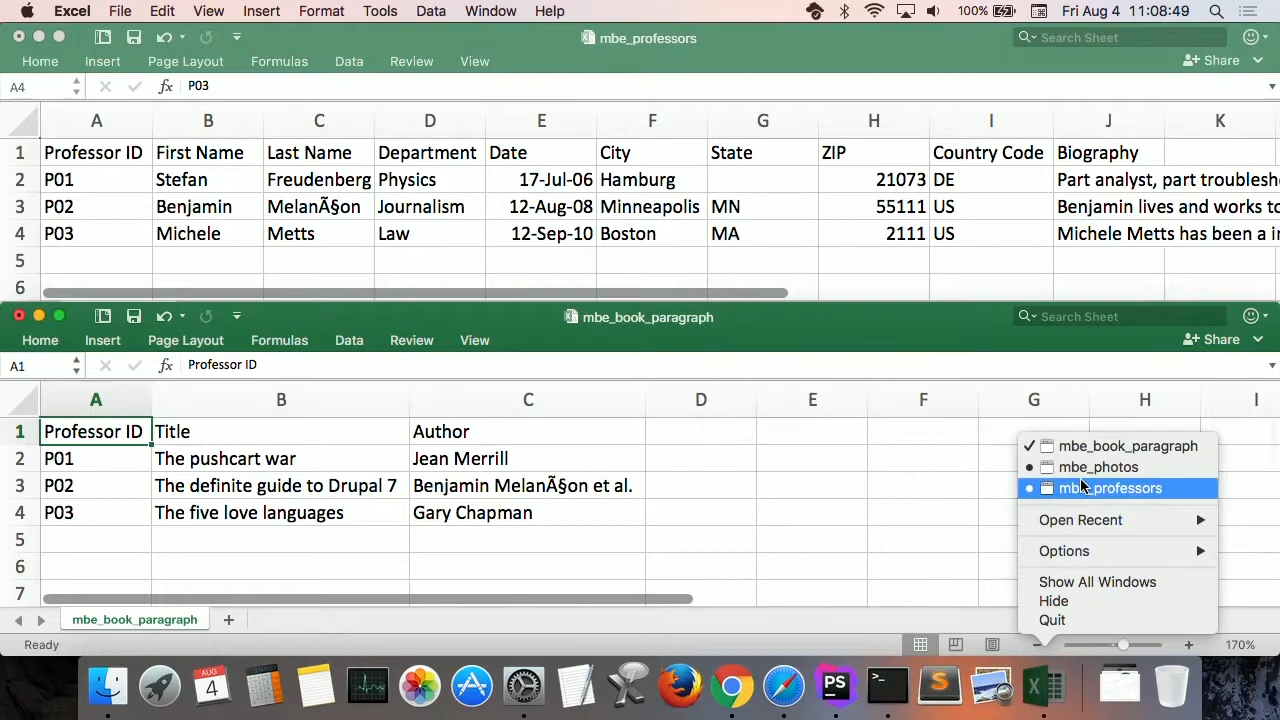 Excel File Edit View Insert Format Tools Data Window Help 100% Fri Aug 4 11:08:49
mbe_professors
Search Sheet
Home Insert Page Layout Formulas Data Review View
Share
A4 fx P03
A B C D E F G H I J K
1 Professor ID First Name Last Name Department Date City State ZIP Country Code Biography
2 P01 Stefan Freudenberg Physics 17-Jul-06 Hamburg 21073 DE Part analyst, part troublesh
3 P02 Benjamin MelanÃ§on Journalism 12-Aug-08 Minneapolis MN 55111 US Benjamin lives and works to
4 P03 Michele Metts Law 12-Sep-10 Boston MA 2111 US Michele Metts has been a i
5
6
mbe_book_paragraph
Search Sheet
Home Insert Page Layout Formulas Data Review View
Share
A1 fx Professor ID
A B C D E F G H I
1 Professor ID Title Author
2 P01 The pushcart war Jean Merrill
3 P02 The definite guide to Drupal 7 Benjamin MelanÃ§on et al.
4 P03 The five love languages Gary Chapman
5
6
7
mbe_book_paragraph
mbe_photos
mbe_professors
Open Recent
Options
Show All Windows
Hide
Quit
mbe_book_paragraph
Ready
170%
AUG
4
PS
S